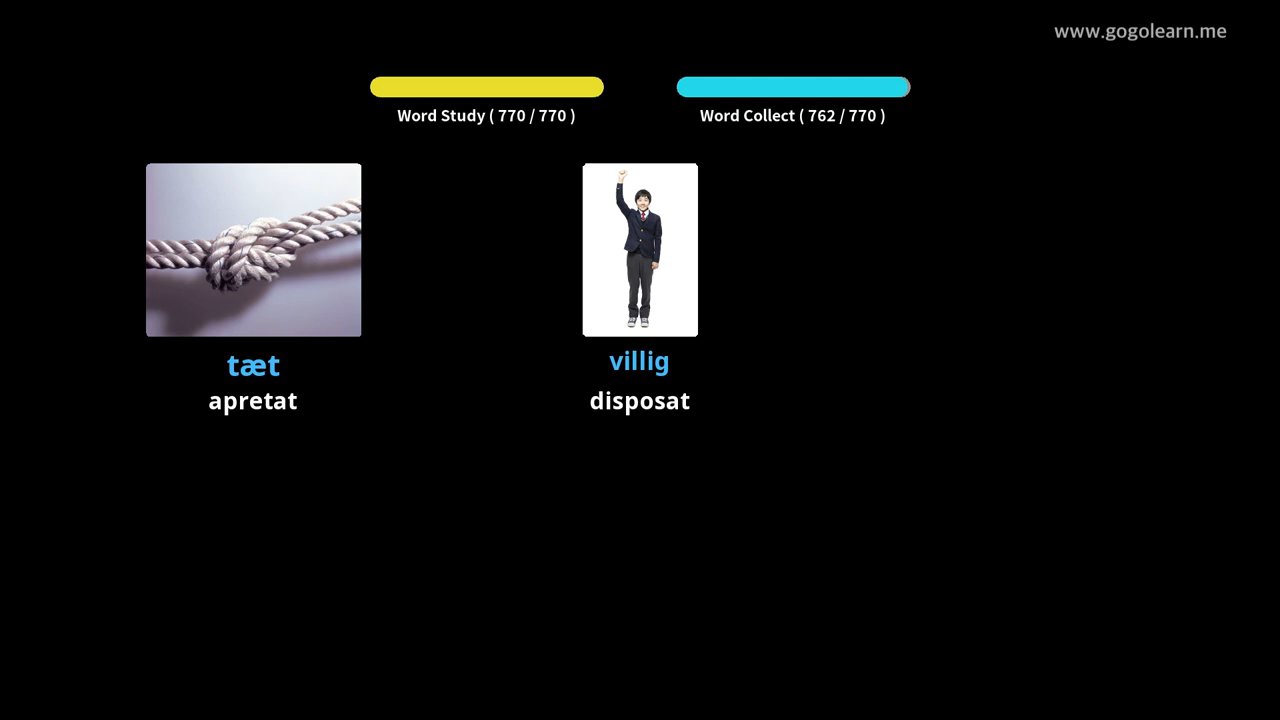 www.gogolearn.me
Word Study ( 770 / 770 )
Word Collect ( 762 / 770 )
tæt
villig
apretat
disposat